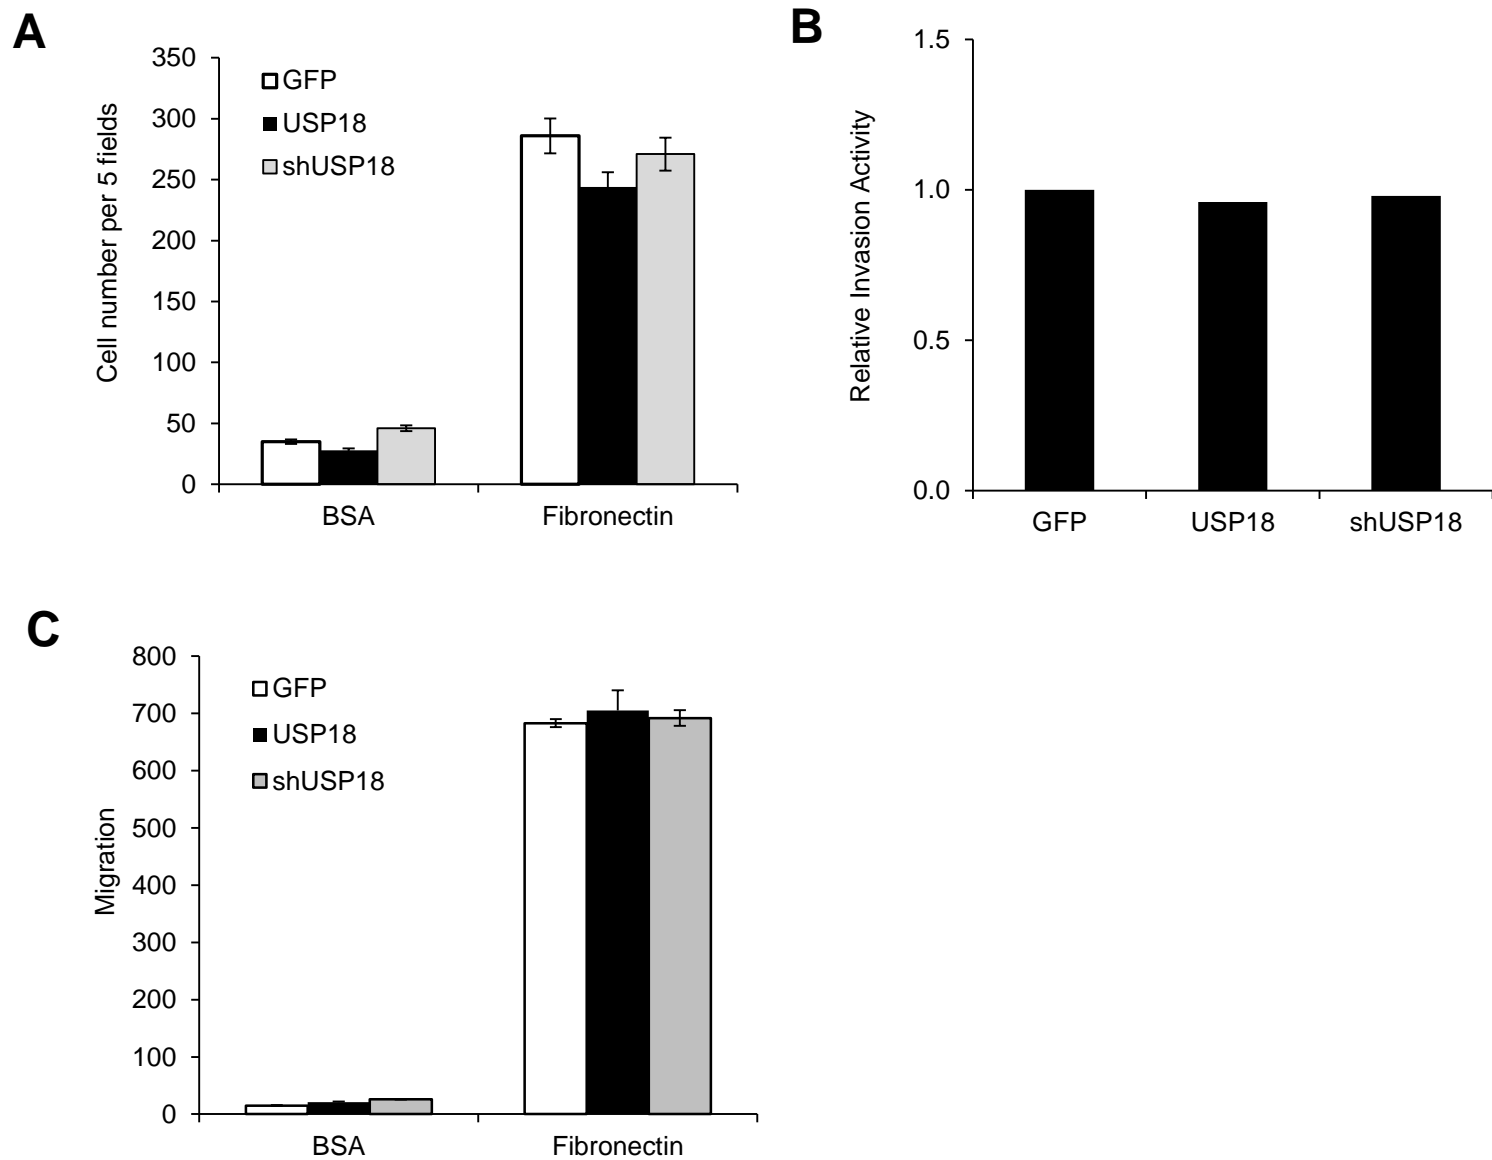 A
Cell number per 5 fields
350
300
250
200
150
100
50
0
GFP
USP18
shUSP18
BSA
Fibronectin
B
Relative Invasion Activity
1.5
1.0
0.5
0.0
GFP
USP18
shUSP18
C
Migration
800
700
600
500
400
300
200
100
0
GFP
USP18
shUSP18
BSA
Fibronectin